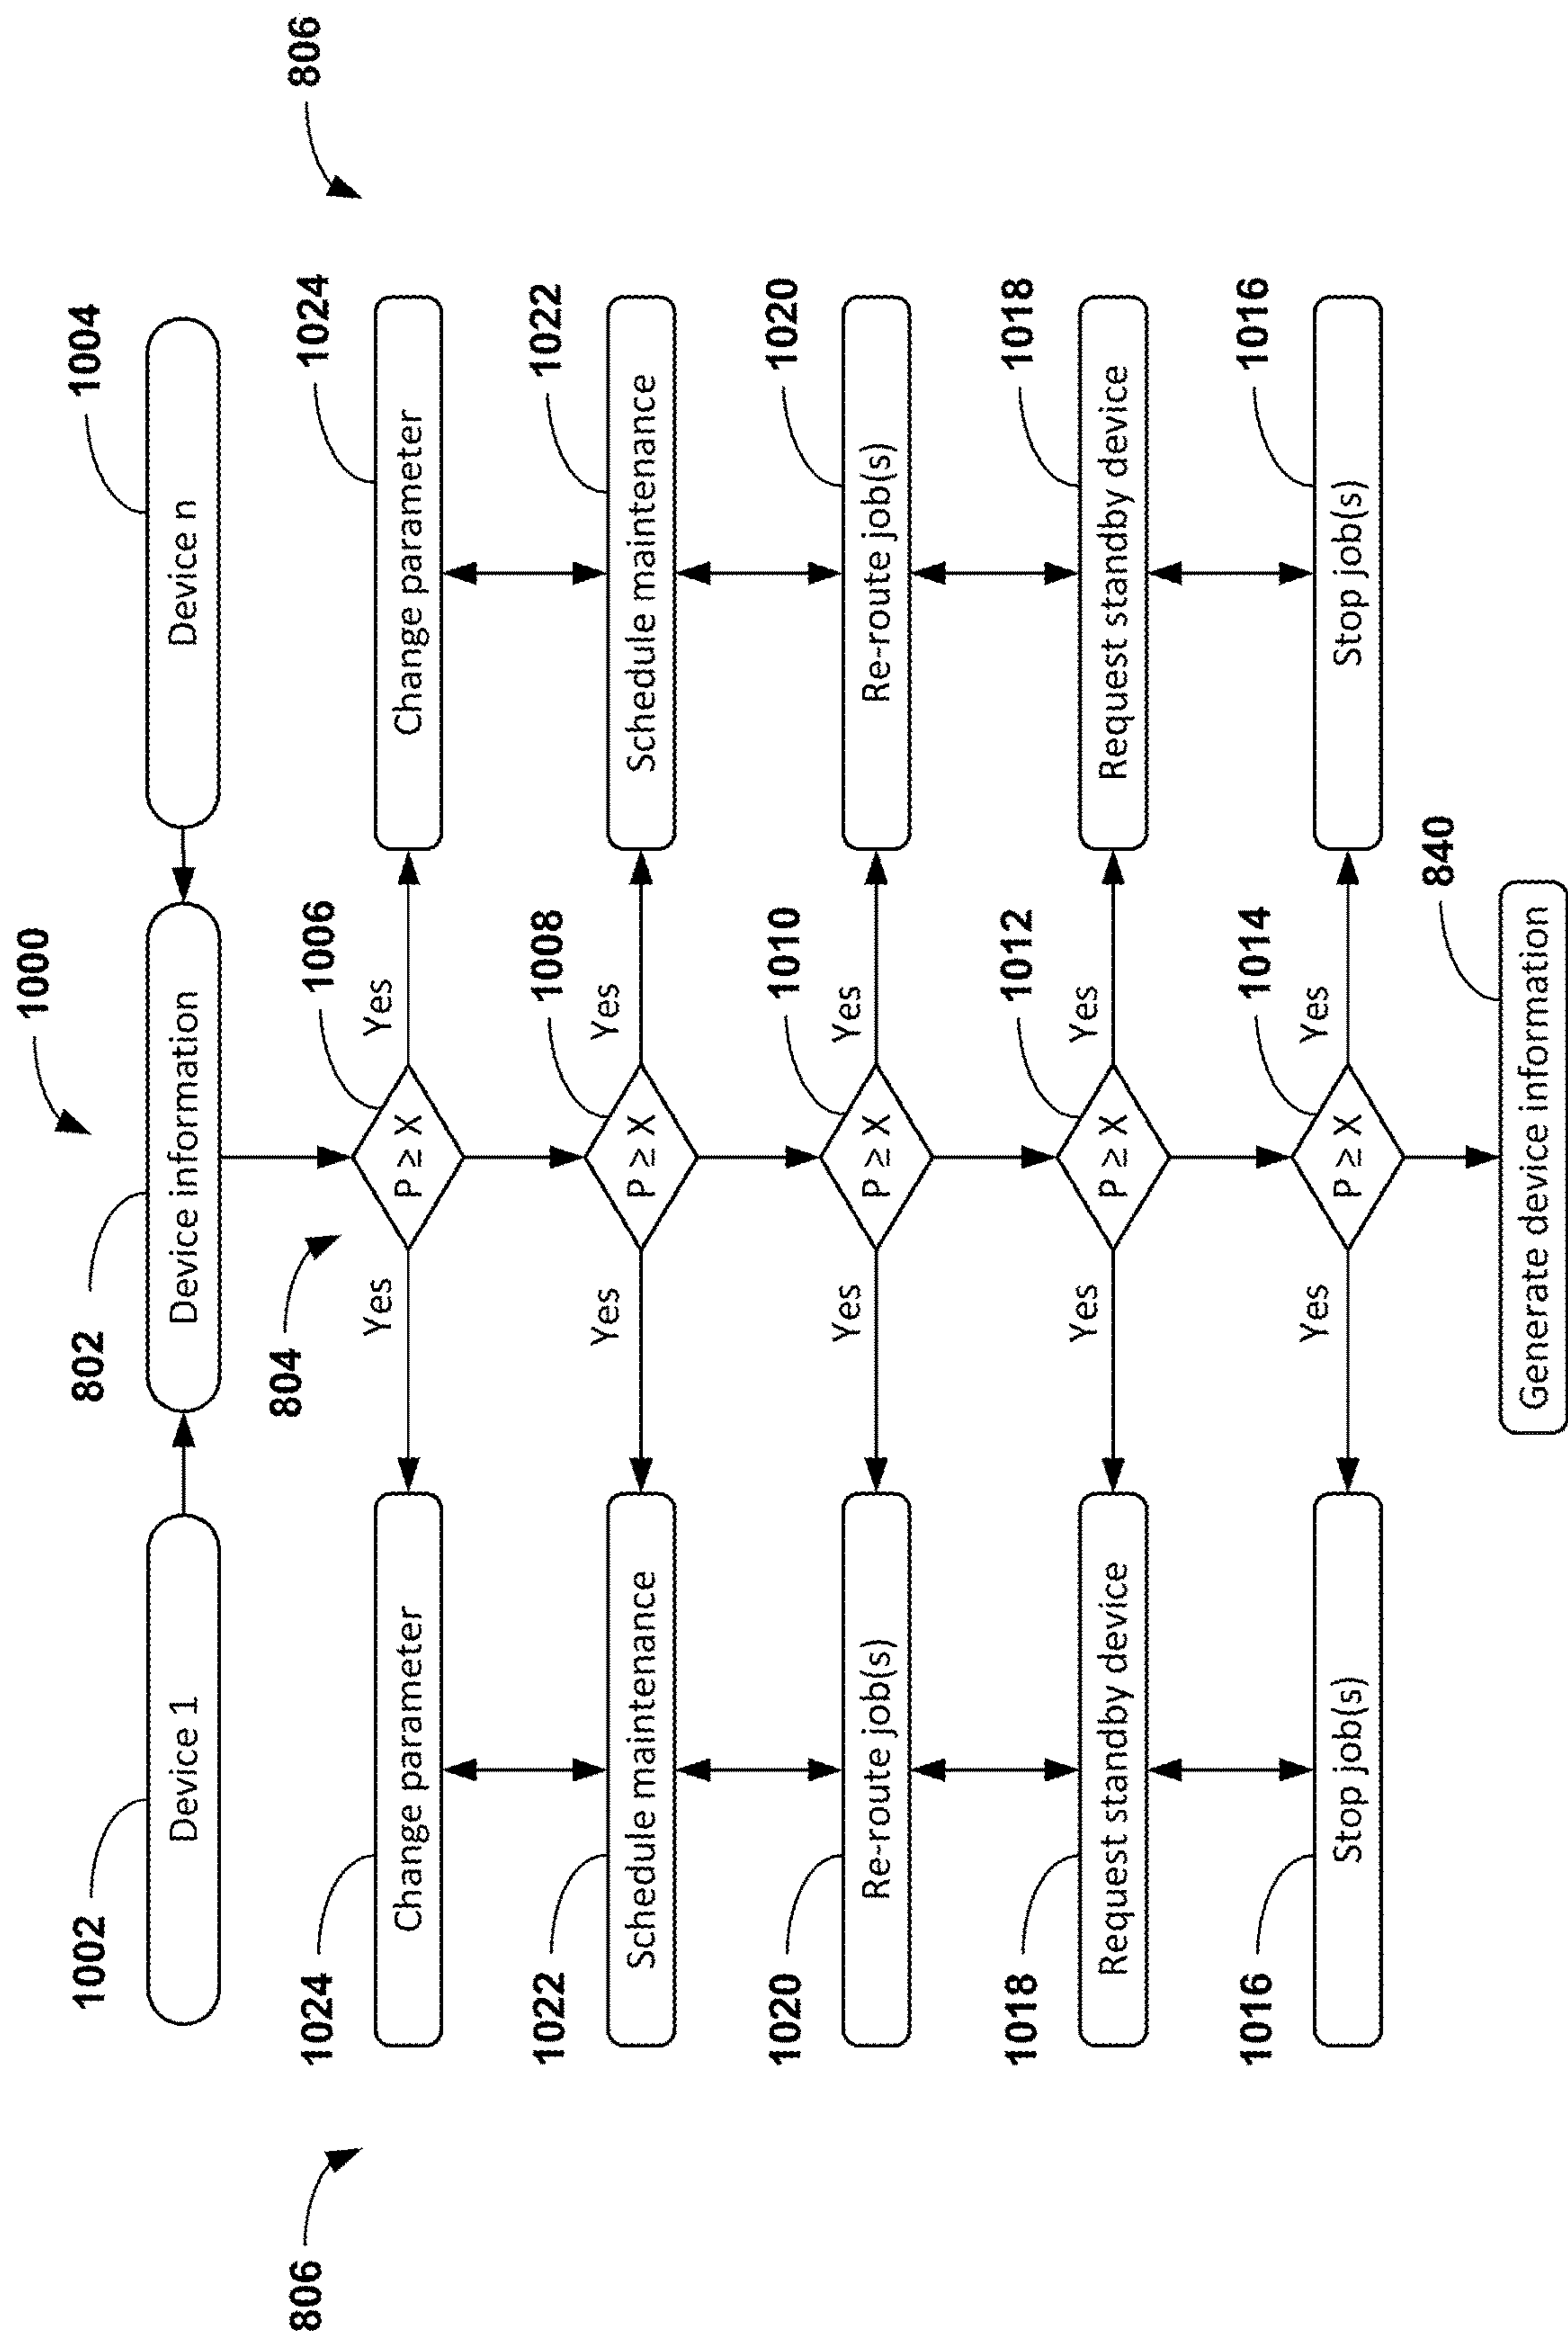 1000
1002
802
1004
Device 1
Device information
Device n
806
804
806
1024
1006
1024
Change parameter
Yes
P ≥ X
Yes
Change parameter
1022
1008
1022
Schedule maintenance
Yes
P ≥ X
Yes
Schedule maintenance
1020
1010
1020
Re-route job(s)
Yes
P ≥ X
Yes
Re-route job(s)
1018
1012
1018
Request standby device
Yes
P ≥ X
Yes
Request standby device
1016
1014
1016
Stop job(s)
Yes
P ≥ X
Yes
Stop job(s)
840
Generate device information